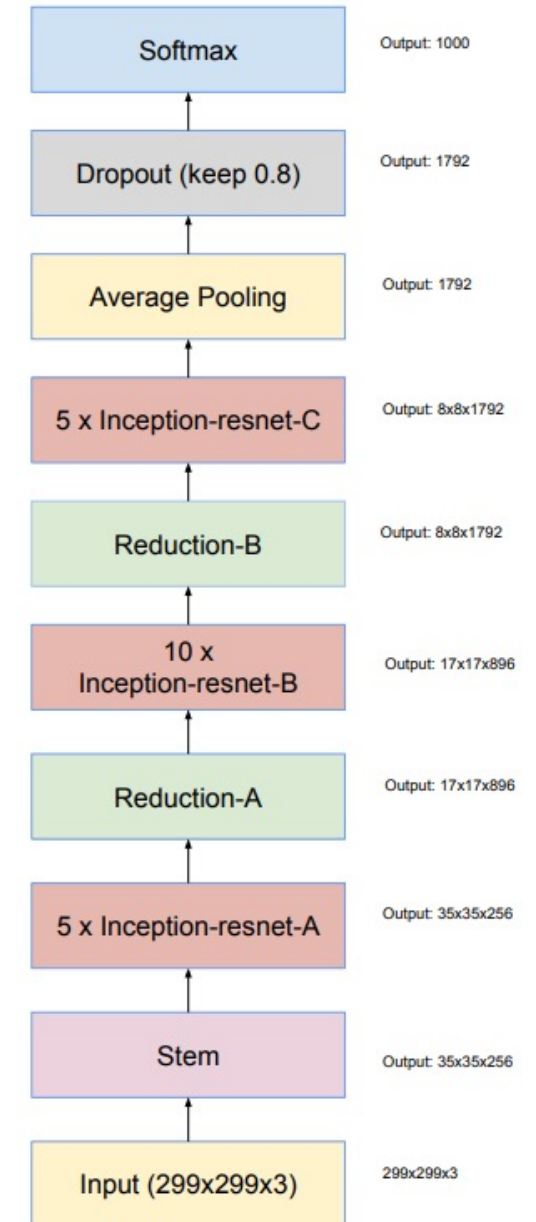 Softmax
Output: 1000
Dropout (keep 0.8)
Output: 1792
Average Pooling
Output: 1792
5 x Inception-resnet-C
Output: 8x8x1792
Reduction-B
Output: 8x8x1792
10 x
Inception-resnet-B
Output: 17x17x896
Reduction-A
Output: 17x17x896
5 x Inception-resnet-A
Output: 35x35x256
Stem
Output: 35x35x256
Input (299x299x3)
299x299x3